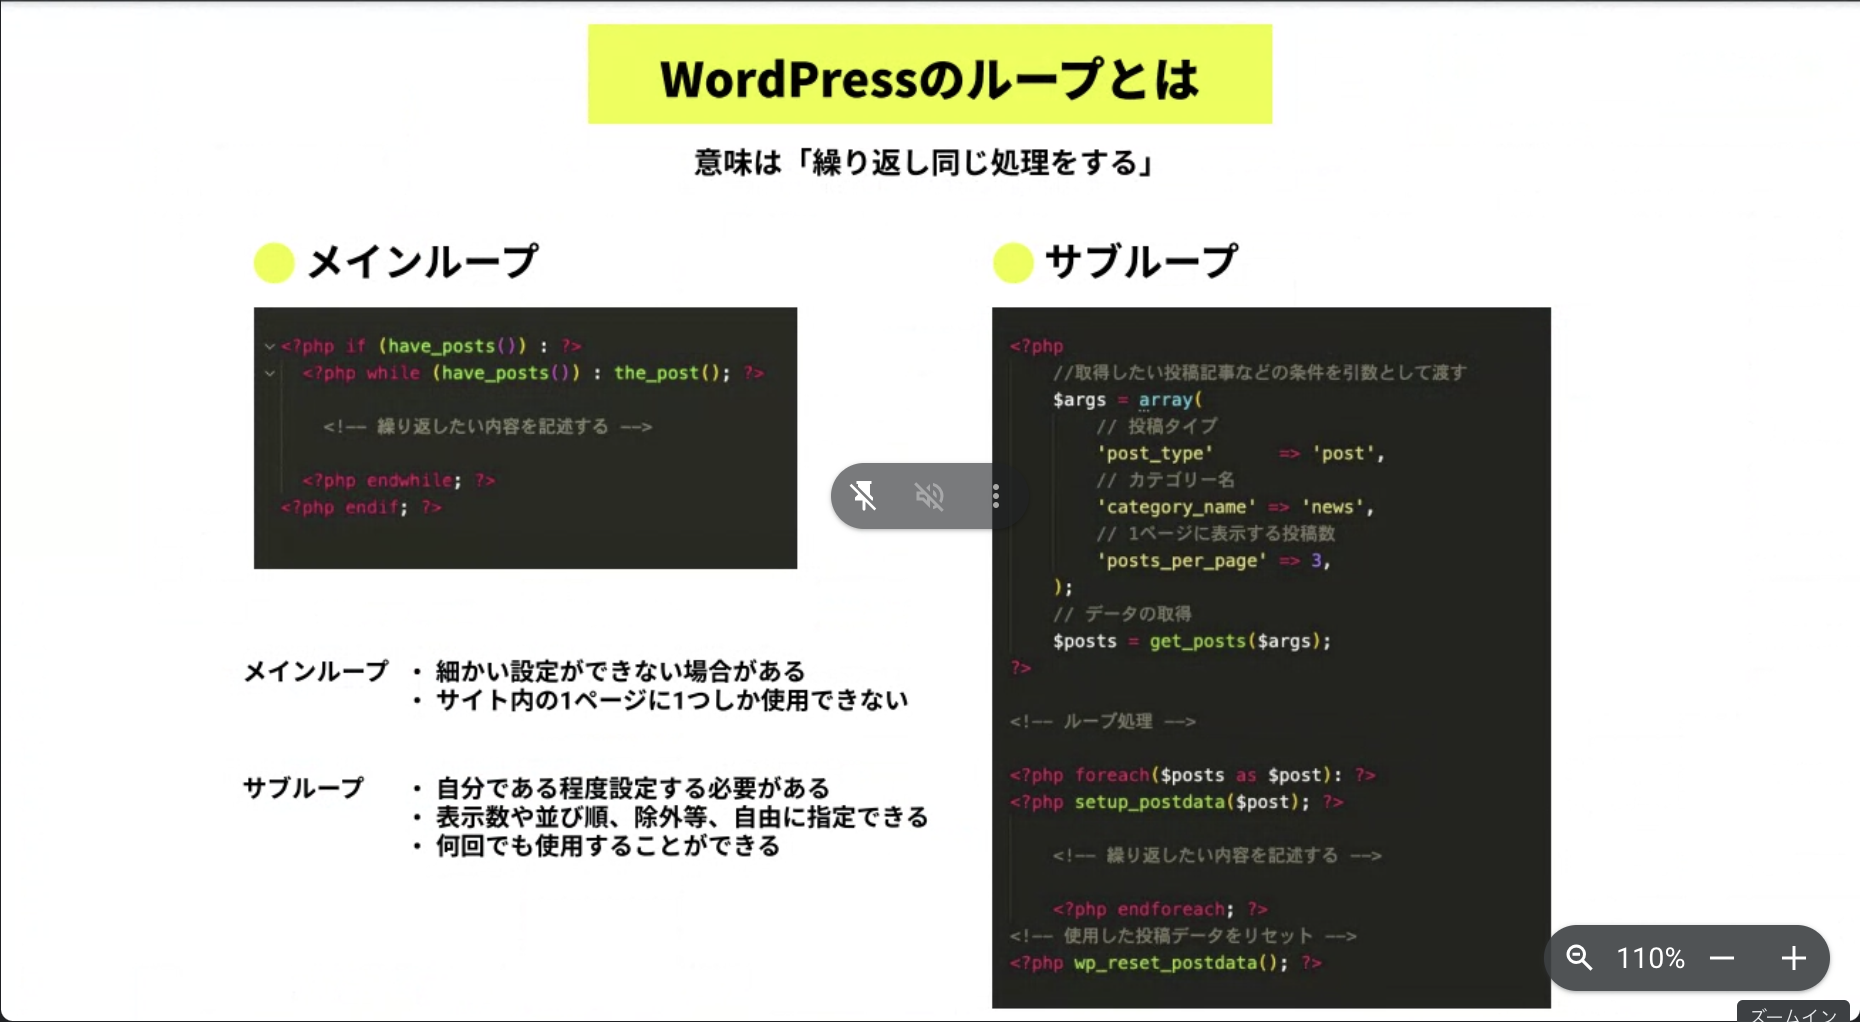 WordPressのループとは
意味は「繰り返し同じ処理をする」
メインループ
<?php if (have_posts()) : ?>
<?php while (have_posts()) : the_post(); ?>
<!-- 繰り返したい内容を記述する -->
<?php endwhile; ?>
<?php endif; ?>
メインループ ・ 細かい設定ができない場合がある
・ サイト内の1ページに1つしか使用できない
サブループ ・ 自分である程度設定する必要がある
・ 表示数や並び順、除外等、自由に指定できる
・ 何回でも使用することができる
サブループ
<?php
//取得したい投稿記事などの条件を引数として渡す
$args = array(
// 投稿タイプ
'post_type' => 'post',
// カテゴリー名
'category_name' => 'news',
// 1ページに表示する投稿数
'posts_per_page' => 3,
);
// データの取得
$posts = get_posts($args);
?>
<!-- ループ処理 -->
<?php foreach($posts as $post): ?>
<?php setup_postdata($post); ?>
<!-- 繰り返したい内容を記述する -->
<?php endforeach; ?>
<!-- 使用した投稿データをリセット -->
<?php wp_reset_postdata(); ?>
110%
ズームイン